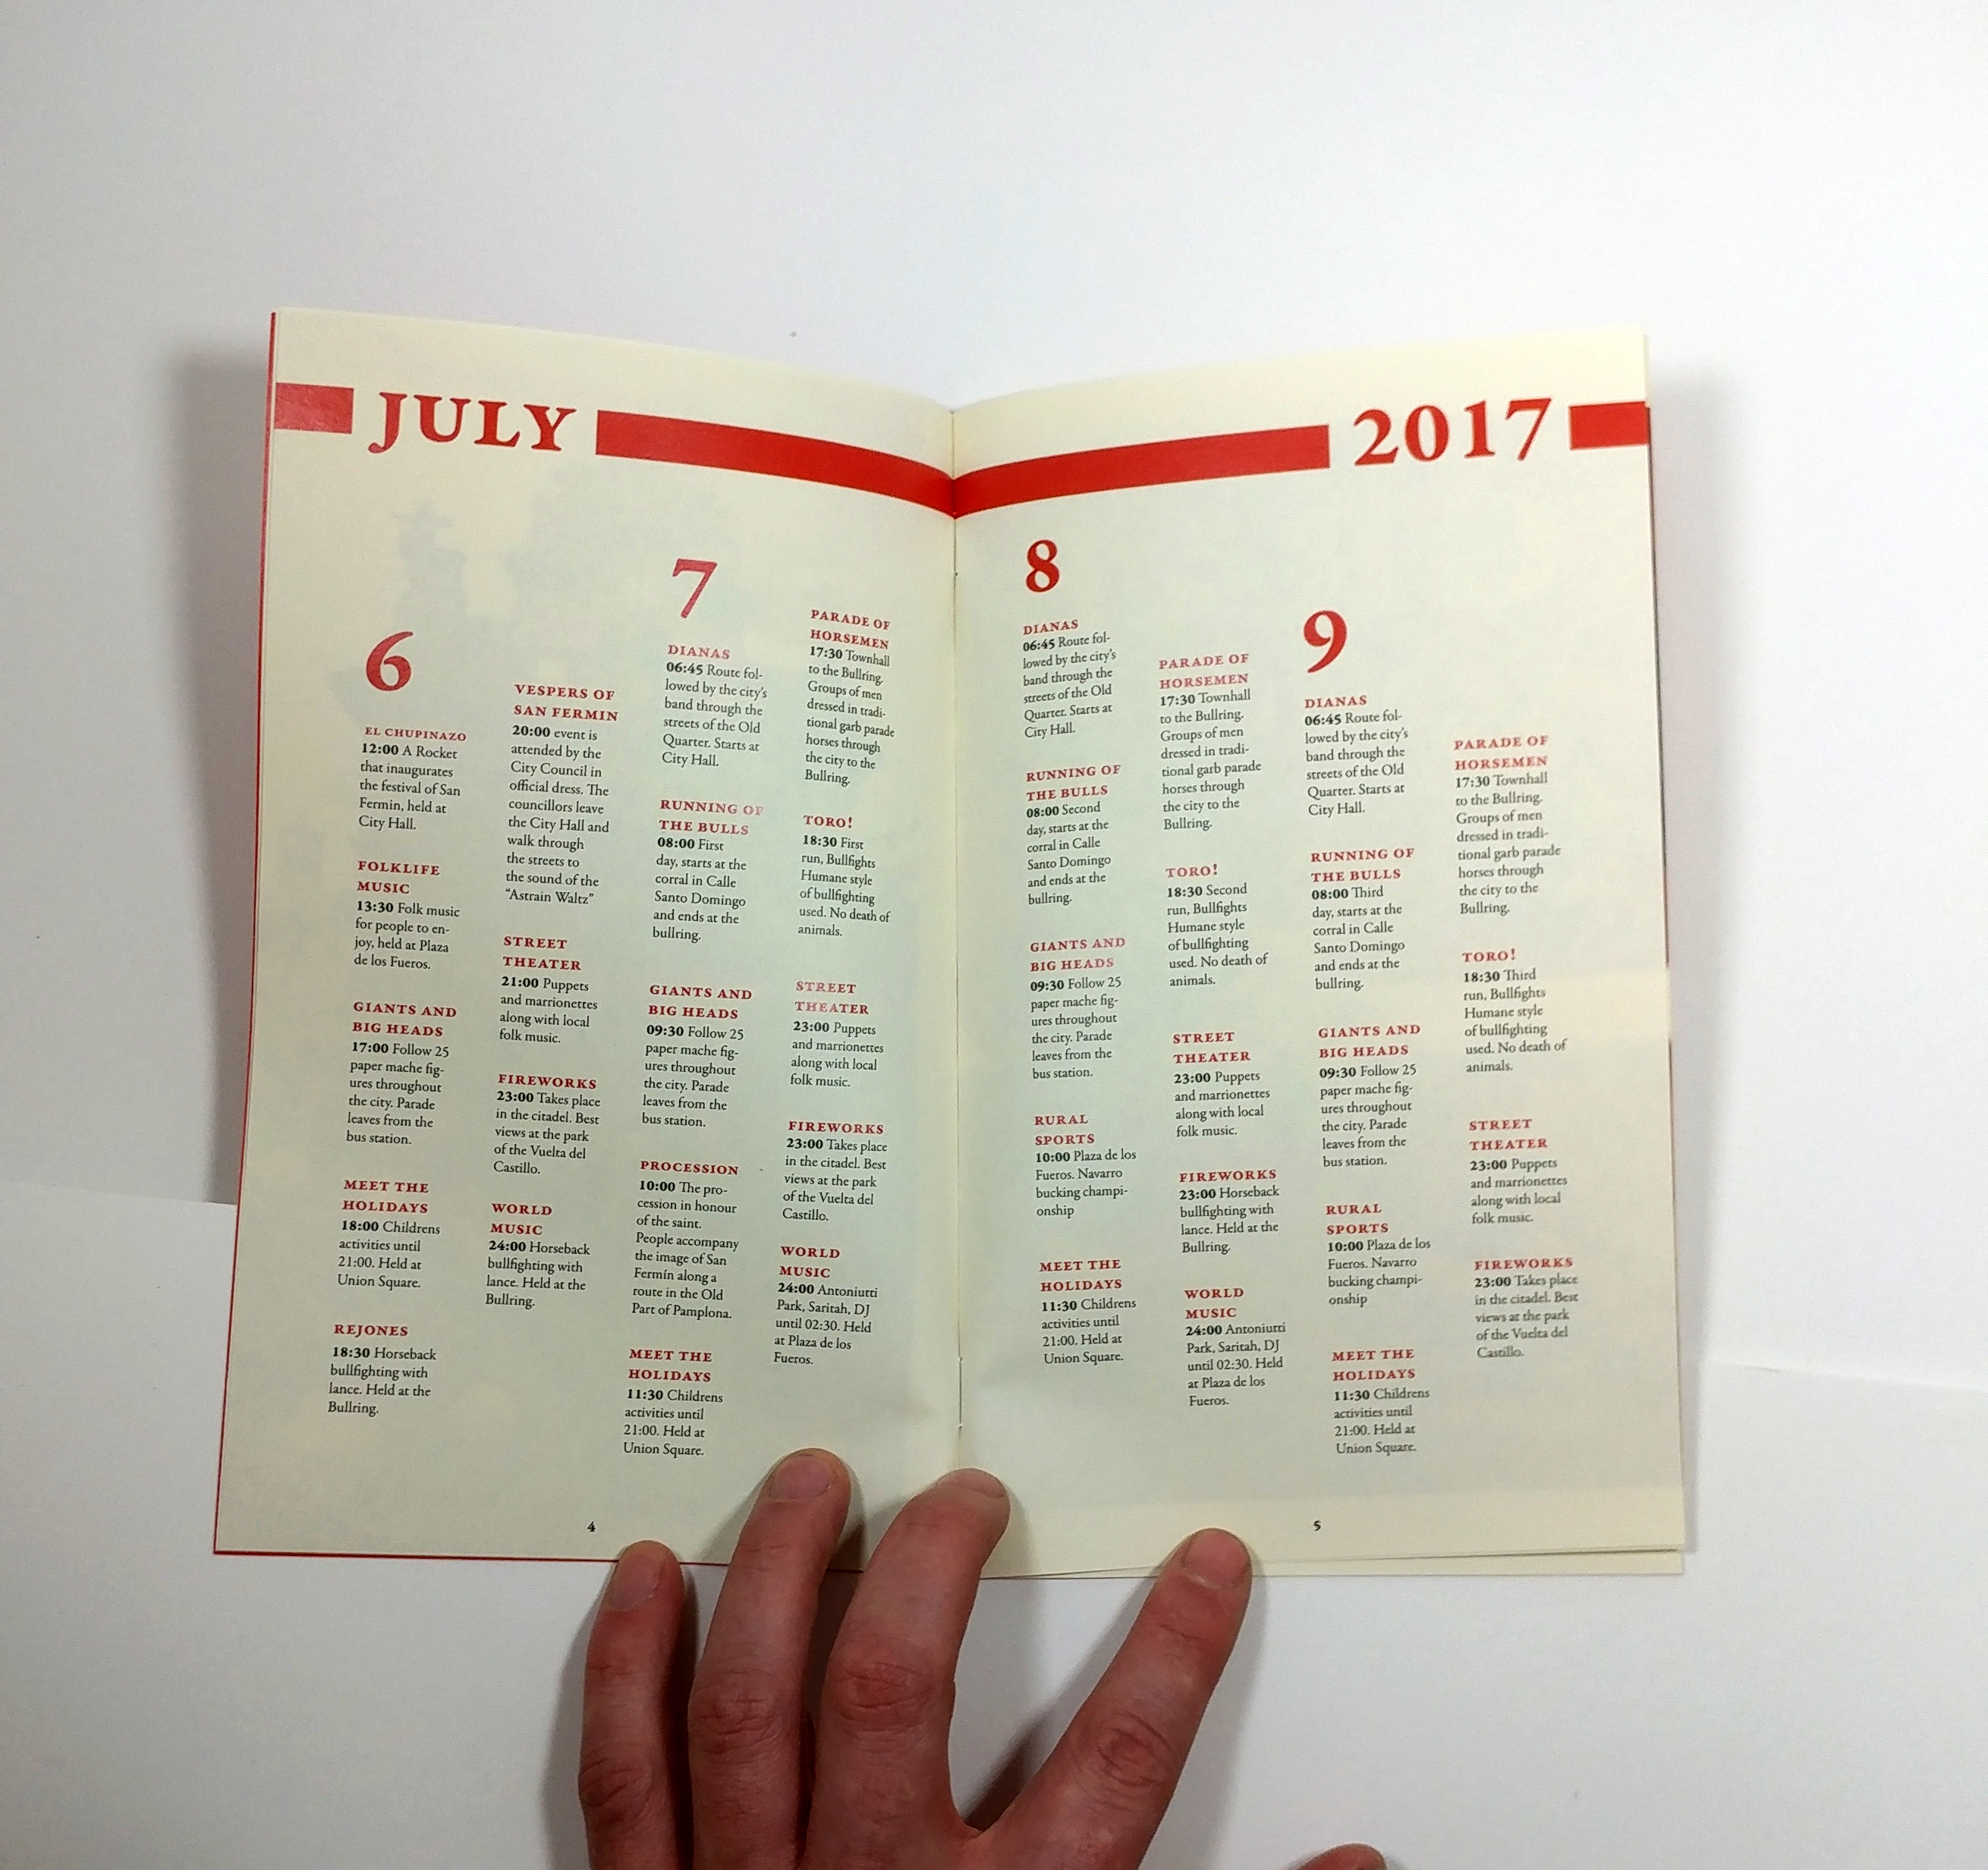 JULY
6
EL CHUPINAZO
12:00 A Rocket
that inaugurates
the festival of San
Fermin, held at
City Hall.
FOLKLIFE
MUSIC
13:30 Folk music
for people to en-
joy, held at Plaza
de los Fueros.
GIANTS AND
BIG HEADS
17:00 Follow 25
paper mache fig-
ures throughout
the city. Parade
leaves from the
bus station.
MEET THE
HOLIDAYS
18:00 Childrens
activities until
21:00. Held at
Union Square.
REJONES
18:30 Horseback
bullfighting with
lance. Held at the
Bullring.
VESPERS OF
SAN FERMIN
20:00 event is
attended by the
City Council in
official dress. The
councillors leave
the City Hall and
walk through
the streets to
the sound of the
“Astrain Waltz”
STREET
THEATER
21:00 Puppets
and marrionettes
along with local
folk music.
FIREWORKS
23:00 Takes place
in the citadel. Best
views at the park
of the Vuelta del
Castillo.
WORLD
MUSIC
24:00 Horseback
bullfighting with
lance. Held at the
Bullring.
7
DIANAS
06:45 Route fol-
lowed by the city's
band through the
streets of the Old
Quarter. Starts at
City Hall.
RUNNING OF
THE BULLS
08:00 First
day, starts at the
corral in Calle
Santo Domingo
and ends at the
bullring.
GIANTS AND
BIG HEADS
09:30 Follow 25
paper mache fig-
ures throughout
the city. Parade
leaves from the
bus station.
PROCESSION
10:00 The pro-
cession in honour
of the saint.
People accompany
the image of San
Fermín along a
route in the Old
Part of Pamplona.
MEET THE
HOLIDAYS
11:30 Childrens
activities until
21:00. Held at
Union Square.
PARADE OF
HORSEMEN
17:30 Townhall
to the Bullring.
Groups of men
dressed in tradi-
tional garb parade
horses through
the city to the
Bullring.
TORO!
18:30 First
run, Bullfights
Humane style
of bullfighting
used. No death of
animals.
STREET
THEATER
23:00 Puppets
and marrionettes
along with local
folk music.
FIREWORKS
23:00 Takes place
in the citadel. Best
views at the park
of the Vuelta del
Castillo.
WORLD
MUSIC
24:00 Antoniutti
Park, Saritah, DJ
until 02:30. Held
at Plaza de los
Fueros.
4
2017
8
DIANAS
06:45 Route fol-
lowed by the city's
band through the
streets of the Old
Quarter. Starts at
City Hall.
RUNNING OF
THE BULLS
08:00 Second
day, starts at the
corral in Calle
Santo Domingo
and ends at the
bullring.
GIANTS AND
BIG HEADS
09:30 Follow 25
paper mache fig-
ures throughout
the city. Parade
leaves from the
bus station.
RURAL
SPORTS
10:00 Plaza de los
Fueros. Navarro
bucking champi-
onship
MEET THE
HOLIDAYS
11:30 Childrens
activities until
21:00. Held at
Union Square.
PARADE OF
HORSEMEN
17:30 Townhall
to the Bullring.
Groups of men
dressed in tradi-
tional garb parade
horses through
the city to the
Bullring.
TORO!
18:30 Second
run, Bullfights
Humane style
of bullfighting
used. No death of
animals.
STREET
THEATER
23:00 Puppets
and marrionettes
along with local
folk music.
FIREWORKS
23:00 Horseback
bullfighting with
lance. Held at the
Bullring.
WORLD
MUSIC
24:00 Antoniutti
Park, Saritah, DJ
until 02:30. Held
at Plaza de los
Fueros.
9
DIANAS
06:45 Route fol-
lowed by the city's
band through the
streets of the Old
Quarter. Starts at
City Hall.
RUNNING OF
THE BULLS
08:00 Third
day, starts at the
corral in Calle
Santo Domingo
and ends at the
bullring.
GIANTS AND
BIG HEADS
09:30 Follow 25
paper mache fig-
ures throughout
the city. Parade
leaves from the
bus station.
RURAL
SPORTS
10:00 Plaza de los
Fueros. Navarro
bucking champi-
onship
MEET THE
HOLIDAYS
11:30 Childrens
activities until
21:00. Held at
Union Square.
PARADE OF
HORSEMEN
17:30 Townhall
to the Bullring.
Groups of men
dressed in tradi-
tional garb parade
horses through
the city to the
Bullring.
TORO!
18:30 Third
run, Bullfights
Humane style
of bullfighting
used. No death of
animals.
STREET
THEATER
23:00 Puppets
and marrionettes
along with local
folk music.
FIREWORKS
23:00 Takes place
in the citadel. Best
views at the park
of the Vuelta del
Castillo.
5